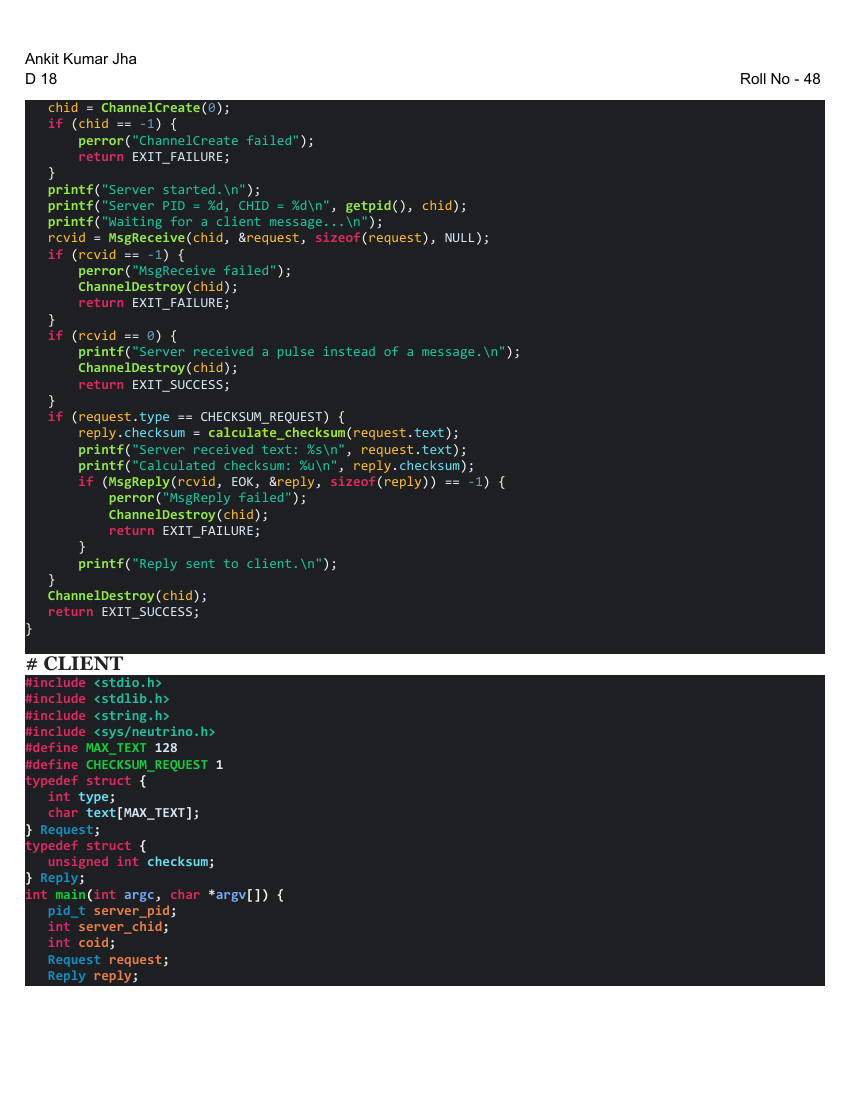 Ankit Kumar Jha
D 18
Roll No - 48
chid = ChannelCreate(0);
if (chid == -1) {
perror("ChannelCreate failed");
return EXIT_FAILURE;
}
printf("Server started.\n");
printf("Server PID = %d, CHID = %d\n", getpid(), chid);
printf("Waiting for a client message...\n");
rcvid = MsgReceive(chid, &request, sizeof(request), NULL);
if (rcvid == -1) {
perror("MsgReceive failed");
ChannelDestroy(chid);
return EXIT_FAILURE;
}
if (rcvid == 0) {
printf("Server received a pulse instead of a message.\n");
ChannelDestroy(chid);
return EXIT_SUCCESS;
}
if (request.type == CHECKSUM_REQUEST) {
reply.checksum = calculate_checksum(request.text);
printf("Server received text: %s\n", request.text);
printf("Calculated checksum: %u\n", reply.checksum);
if (MsgReply(rcvid, EOK, &reply, sizeof(reply)) == -1) {
perror("MsgReply failed");
ChannelDestroy(chid);
return EXIT_FAILURE;
}
printf("Reply sent to client.\n");
}
ChannelDestroy(chid);
return EXIT_SUCCESS;
}
# CLIENT
#include <stdio.h>
#include <stdlib.h>
#include <string.h>
#include <sys/neutrino.h>
#define MAX_TEXT 128
#define CHECKSUM_REQUEST 1
typedef struct {
int type;
char text[MAX_TEXT];
} Request;
typedef struct {
unsigned int checksum;
} Reply;
int main(int argc, char *argv[]) {
pid_t server_pid;
int server_chid;
int coid;
Request request;
Reply reply;